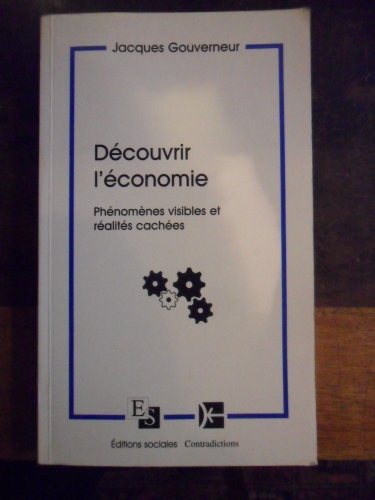 Jacques Gouverneur
Découvrir
l'économie
Phénomènes visibles et
réalités cachées
ES
Éditions sociales Contradictions